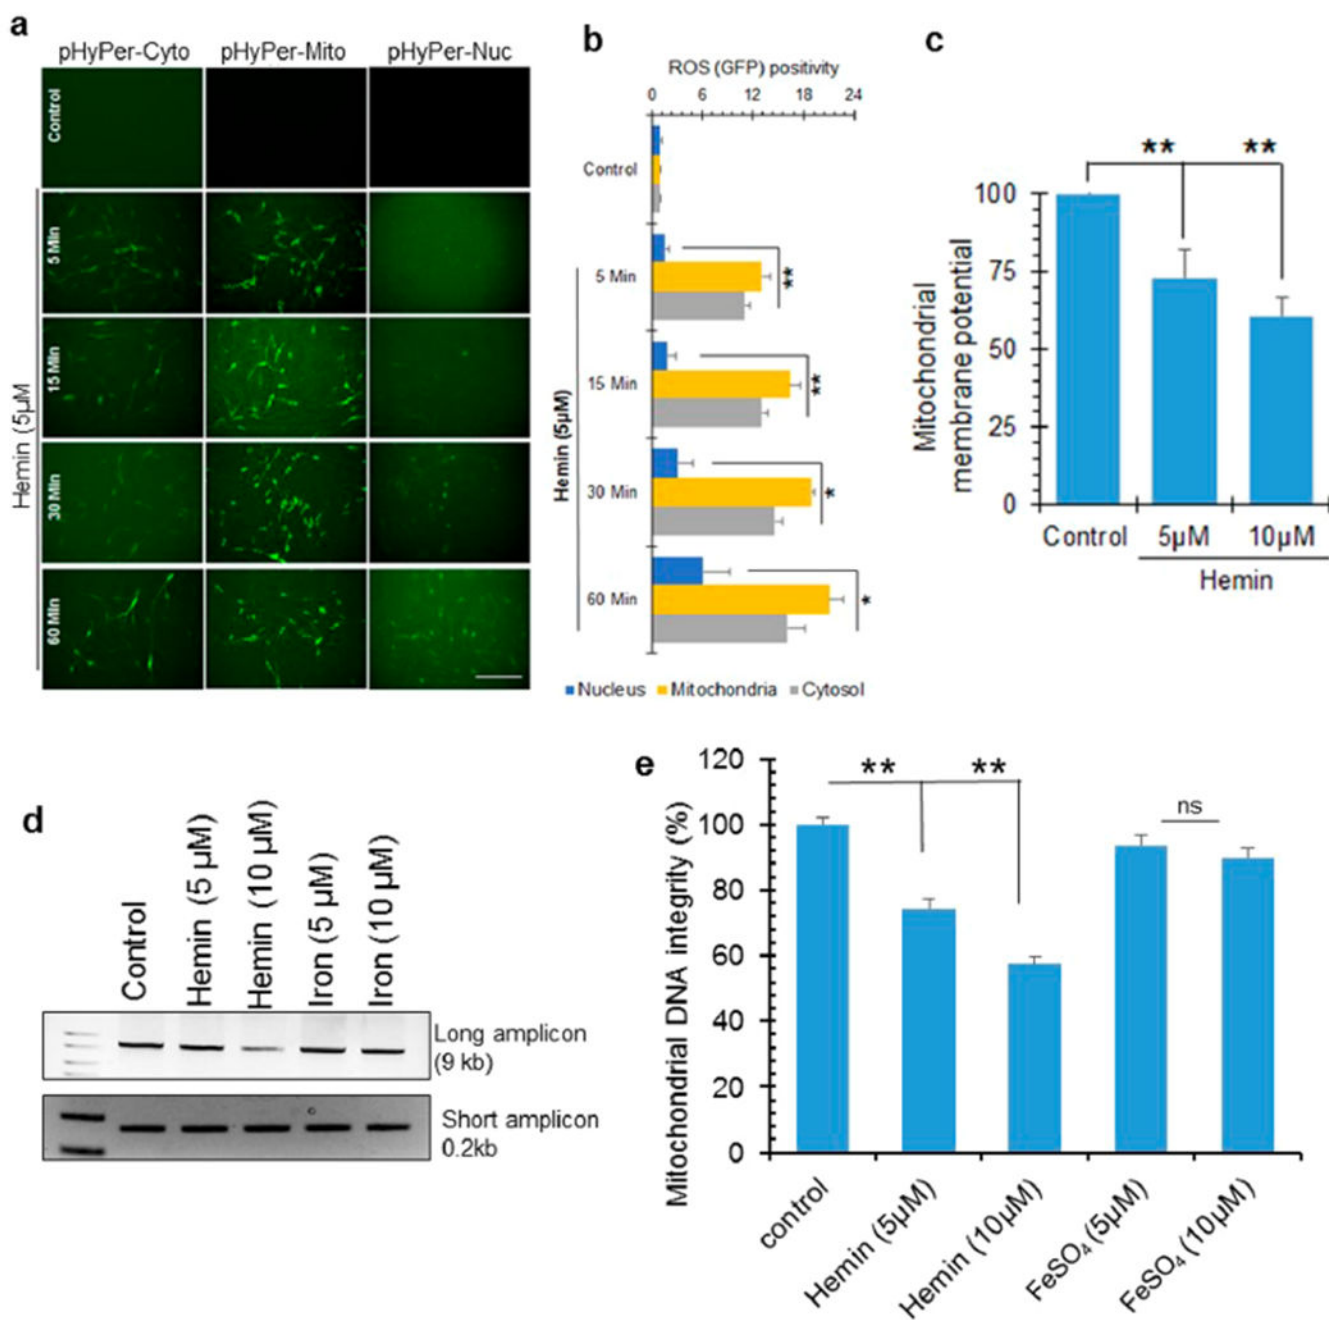 a
pHyPer-Cyto pHyPer-Mito pHyPer-Nuc
Control
5 Min
15 Min
30 Min
60 Min
Hemin (5µM
b
ROS (GFP) positivity
0 6 12 18 24
Control
5 Min
15 Min
30 Min
60 Min
Hemin (5µM)
**
**
*
*
Nucleus Mitochondria Cytosol
c
** **
100
75
50
25
0
Mitochondrial
membrane potential
Control 5µM 10µM
Hemin
d
Control
Hemin (5 µM)
Hemin (10 µM)
Iron (5 µM)
Iron (10 µM)
Long amplicon
(9 kb)
Short amplicon
0.2kb
e
Mitochondrial DNA integrity (%)
120
100
80
60
40
20
0
** **
ns
control
Hemin (5µM)
Hemin (10µM)
FeSO₄ (5µM)
FeSO₄ (10µM)